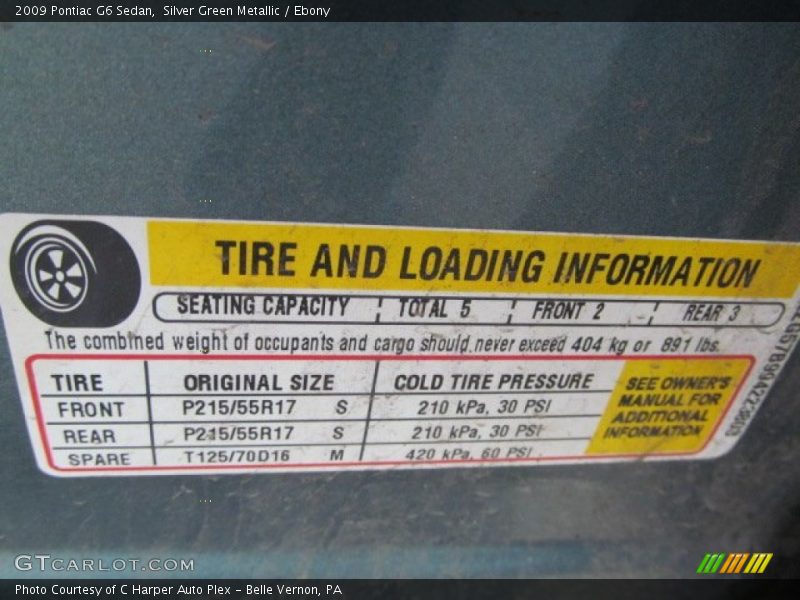 2009 Pontiac G6 Sedan,  Silver Green Metallic / Ebony
TIRE AND LOADING INFORMATION
SEATING CAPACITY | TOTAL 5 | FRONT 2 | REAR 3
The combined weight of occupants and cargo should never exceed 404 kg or 891 lbs.
TIRE ORIGINAL SIZE COLD TIRE PRESSURE
FRONT P215/55R17 S 210 kPa, 30 PSI
REAR P215/55R17 S 210 kPa, 30 PSI
SPARE T125/70D16 M 420 kPa, 60 PSI
SEE OWNER'S
MANUAL FOR
ADDITIONAL
INFORMATION
GTCARLOT.COM
Photo Courtesy of C Harper Auto Plex - Belle Vernon, PA